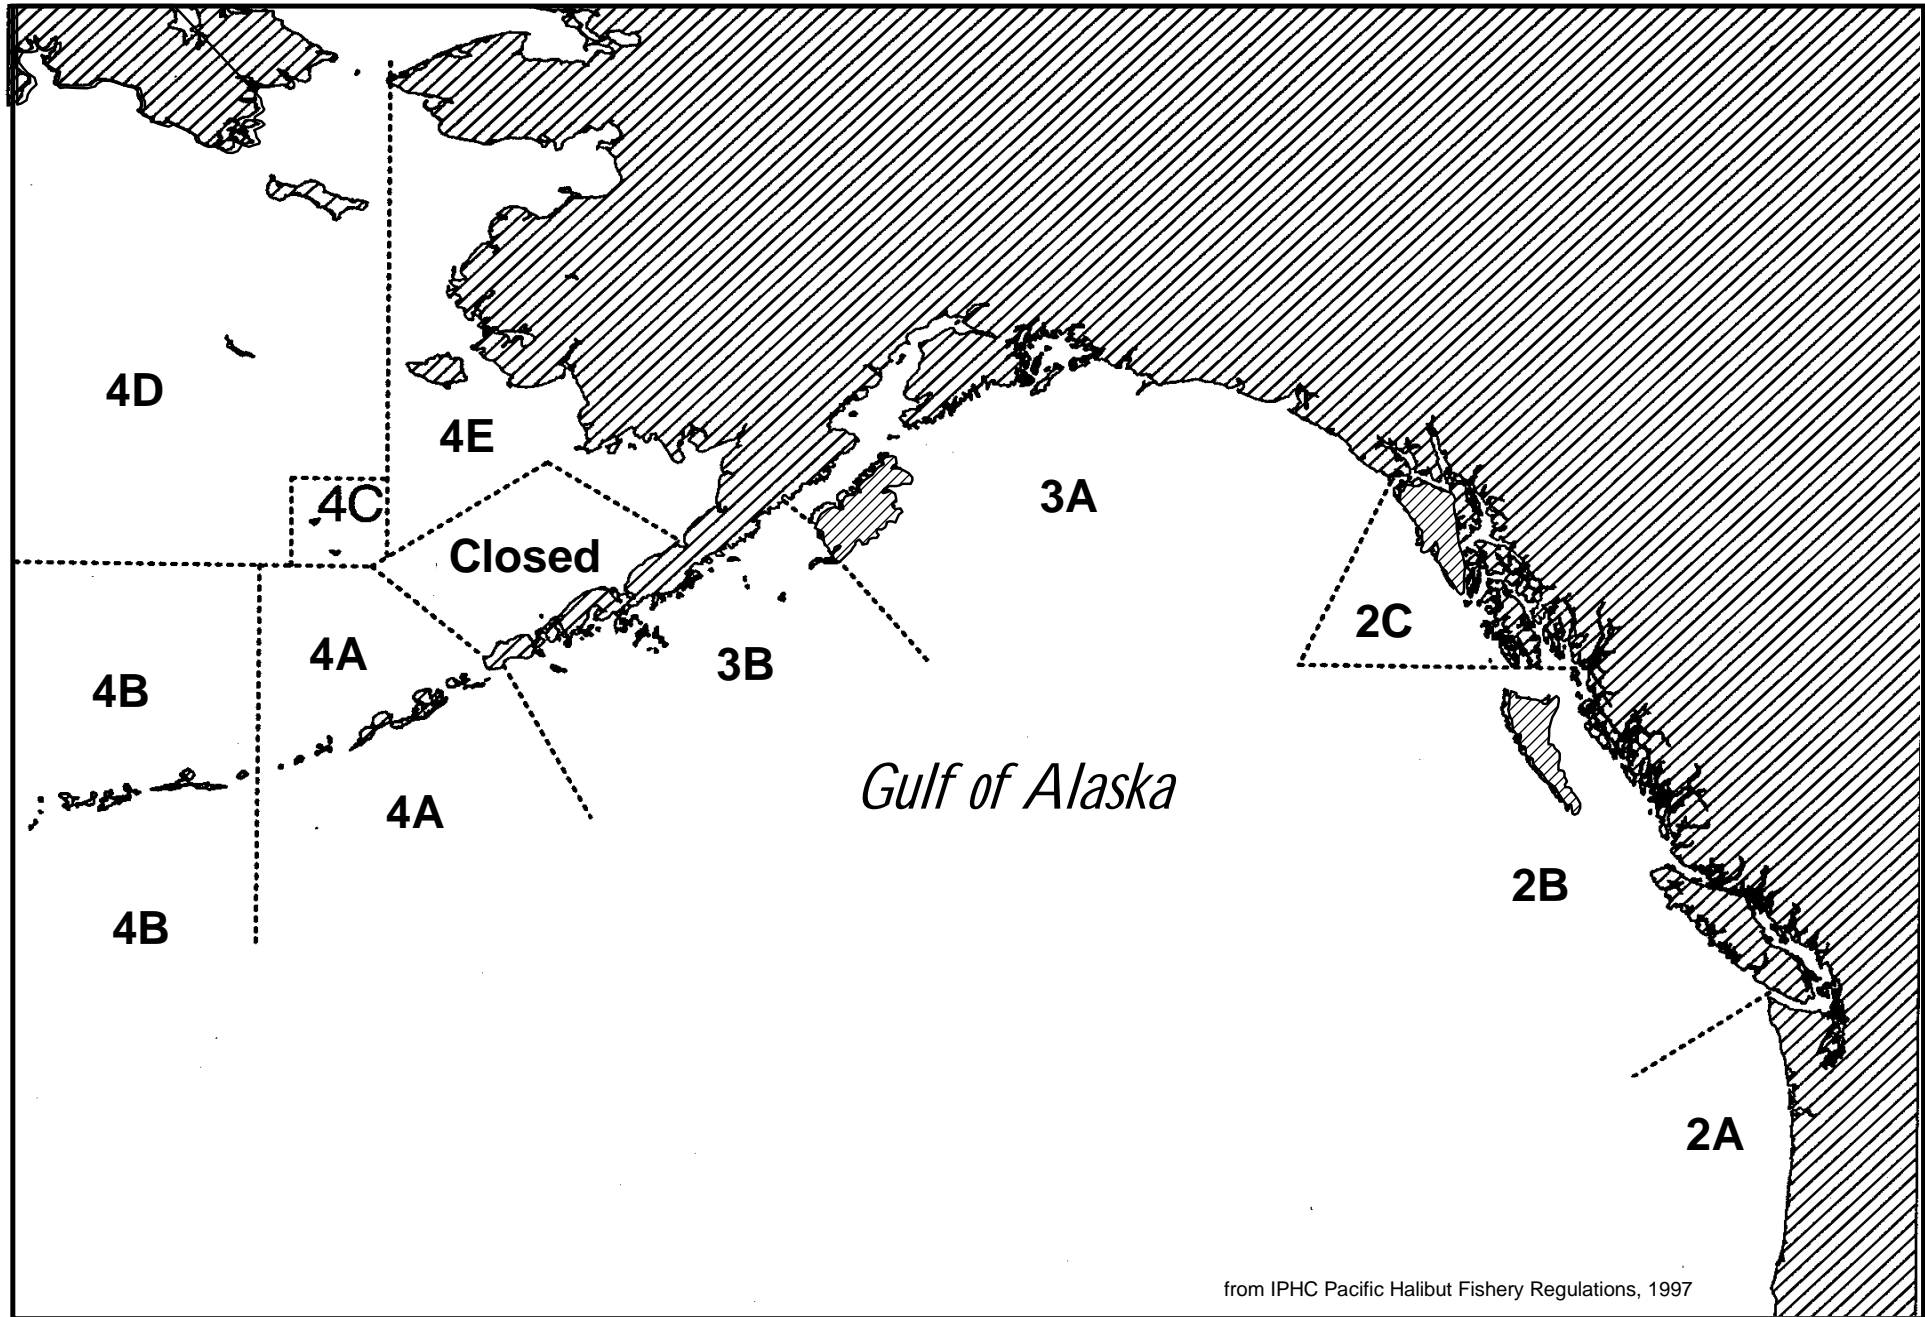 4D
4E
4C
3A
Closed
2C
4A
3B
4B
Gulf of Alaska
4A
2B
4B
2A
from IPHC Pacific Halibut Fishery Regulations, 1997